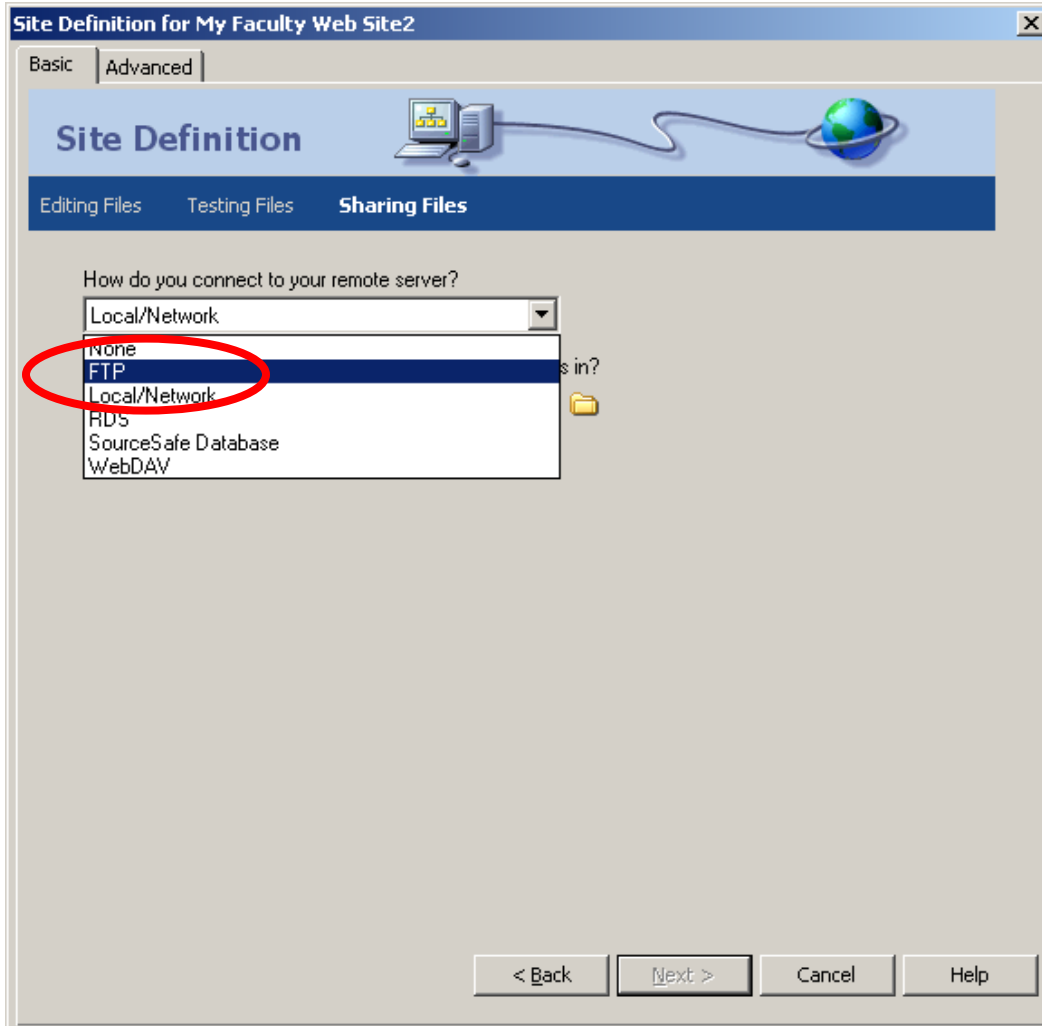 Site Definition for My Faculty Web Site2
Basic Advanced
Site Definition
Editing Files Testing Files Sharing Files
How do you connect to your remote server?
Local/Network
None
FTP
s in?
Local/Network
RDS
SourceSafe Database
WebDAV
< Back Next > Cancel Help